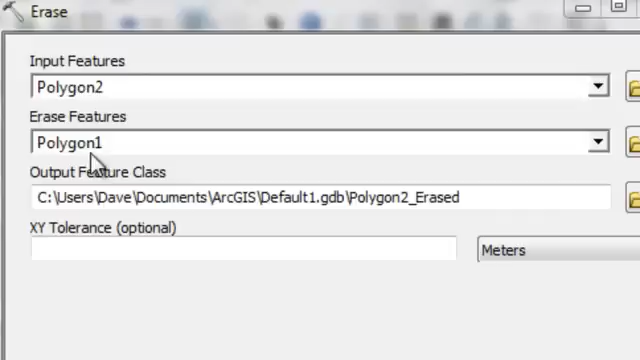 Erase
Input Features
Polygon2
Erase Features
Polygon1
Output Feature Class
C:\Users\Dave\Documents\ArcGIS\Default1.gdb\Polygon2_Erased
XY Tolerance (optional)
Meters